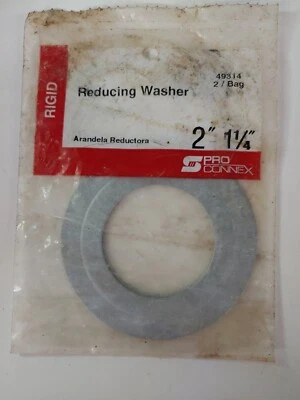 RIGID
49314
2 / Bag
Reducing Washer
Arandela Reductora
2" 1¼"
PRO
CONNEX